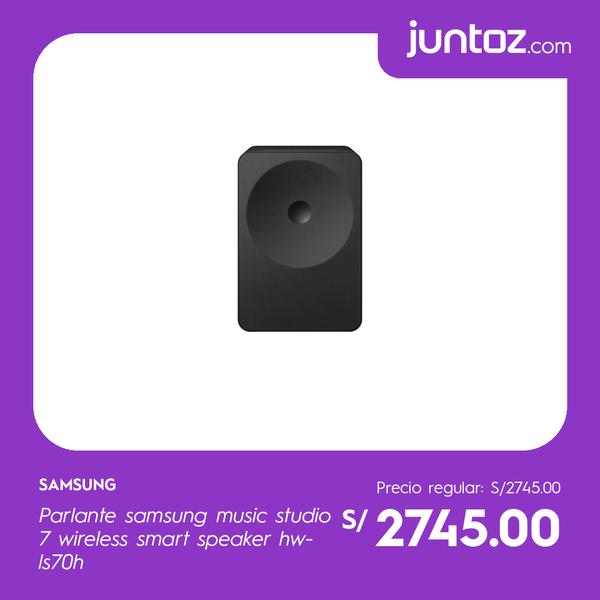 juntoz.com
SAMSUNG
Parlante samsung music studio
7 wireless smart speaker hw-
ls70h
Precio regular: S/2745.00
S/ 2745.00